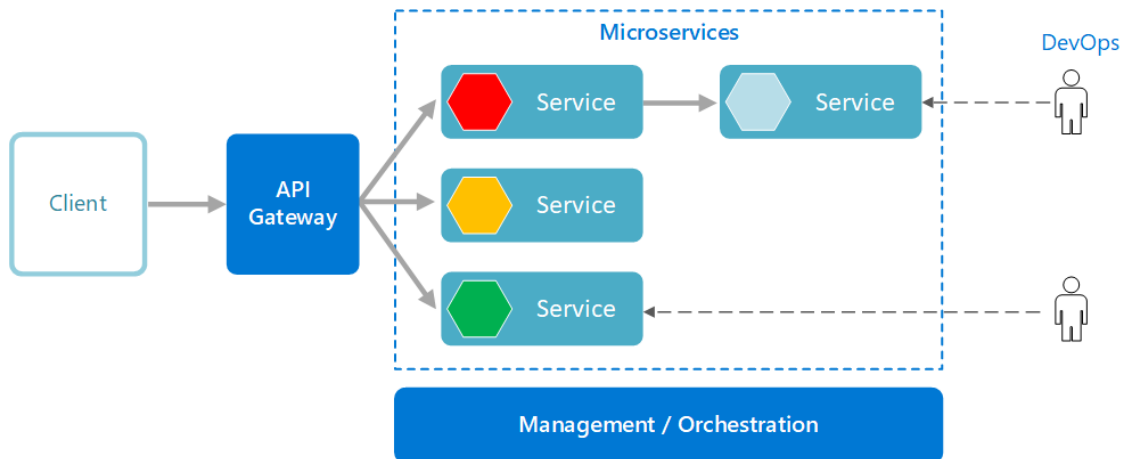 Microservices
DevOps
Service
Service
Client
API
Gateway
Service
Service
Management / Orchestration